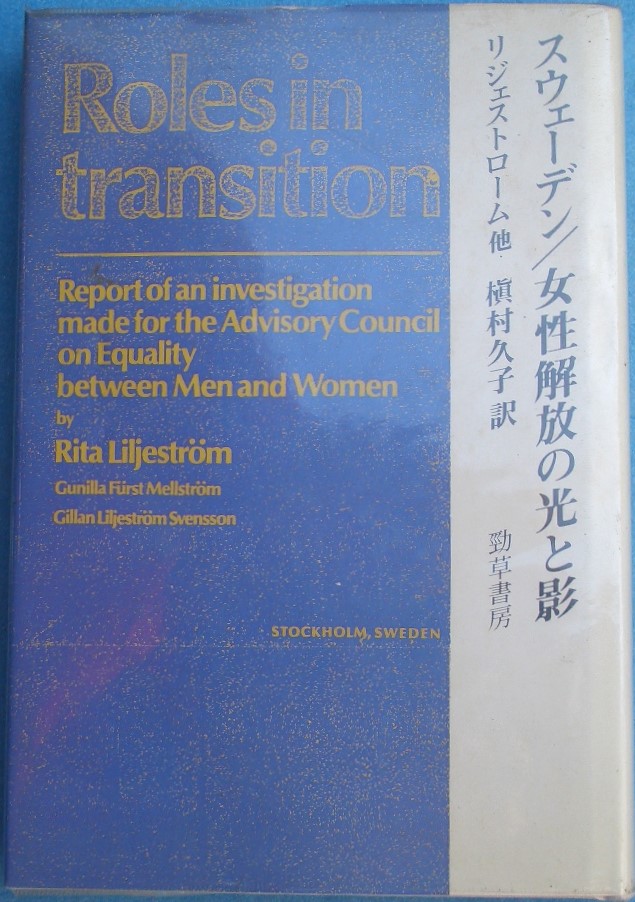 Roles in
transition
Report of an investigation
made for the Advisory Council
on Equality
between Men and Women
by
Rita Liljeström
Gunilla Fürst Mellström
Gillan Liljeström Svensson
STOCKHOLM, SWEDEN
スウェーデン/女性解放の光と影
リジェストローム他 槇村久子訳
勁草書房